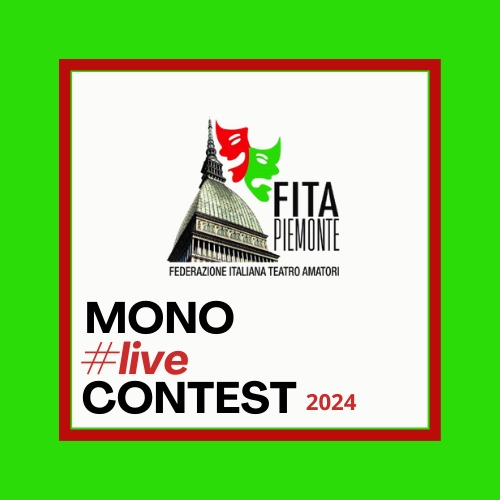 FITA
PIEMONTE
FEDERAZIONE ITALIANA TEATRO AMATORI
MONO
#live
CONTEST 2024